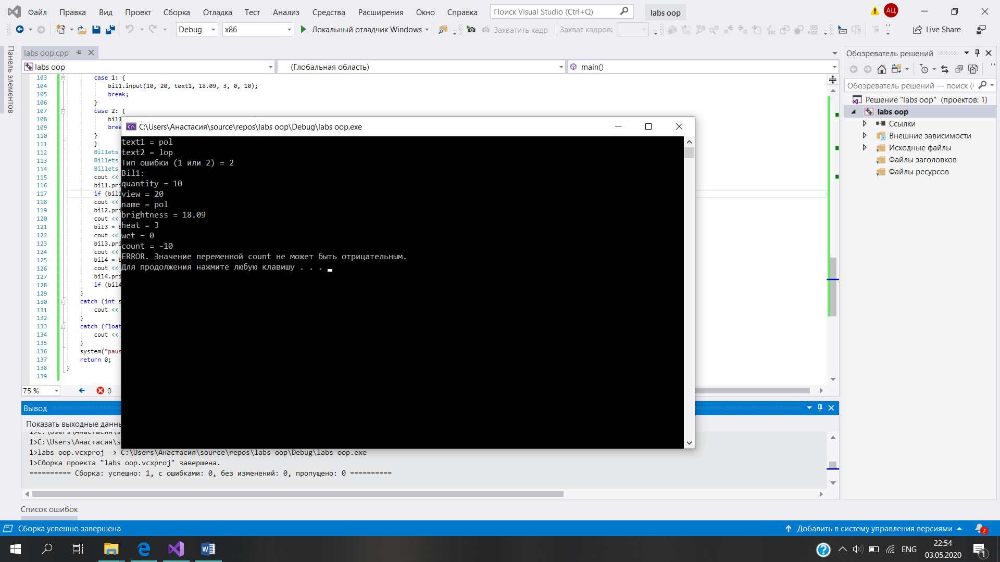 Файл Правка Вид Проект Сборка Отладка Тест Анализ Средства Расширения Окно Справка Поиск Visual Studio (Ctrl+Q) labs oop АЦ
Debug x86 Локальный отладчик Windows Захватить кадр Захват кадров: Live Share
Панель элементов
labs oop.cpp
labs oop (Глобальная область) main()
103 case 1: {
104 bil1.input(10, 20, text1, 18.09, 3, 0, 10);
105 break;
106 }
107 case 2: {
108 bil1
109 brea
110 }
111 }
112 Billets
113 Billets
114 Billets
115 cout <<
116 bil1.pri
117 if (bil1
118 cout <<
119 bil2.pri
120 cout <<
121 bil3 = b
122 cout <<
123 bil3.pri
124 cout <<
125 bil4 = b
126 cout <<
127 bil4.pri
128 if (bil4
129 }
130 catch (int s
131 cout <<
132 }
133 catch (float
134 cout <<
135 }
136 system("paus
137 return 0;
138 }
139
75 % 0
C:\Users\Анастасия\source\repos\labs oop\Debug\labs oop.exe
text1 = pol
text2 = lop
Тип ошибки (1 или 2) = 2
Bil1:
quantity = 10
view = 20
name = pol
brightness = 18.09
heat = 3
wet = 0
count = -10
ERROR. Значение переменной count не может быть отрицательным.
Для продолжения нажмите любую клавишу . . .
Обозреватель решений
Обозреватель решений — поиск (
Решение "labs oop" (проектов: 1)
labs oop
Ссылки
Внешние зависимости
Исходные файлы
Файлы заголовков
Файлы ресурсов
Вывод
Показать выходные данны
1>C:\Users\Анастасия\s
1>C:\Users\Анастасия\s
1>labs oop.vcxproj -> C:\Users\Анастасия\source\repos\labs oop\Debug\labs oop.exe
1>Сборка проекта "labs oop.vcxproj" завершена.
========== Сборка: успешно: 1, с ошибками: 0, без изменений: 0, пропущено: 0 ==========
Список ошибок
Сборка успешно завершена Добавить в систему управления версиями 2
ENG 22:54
03.05.2020 1